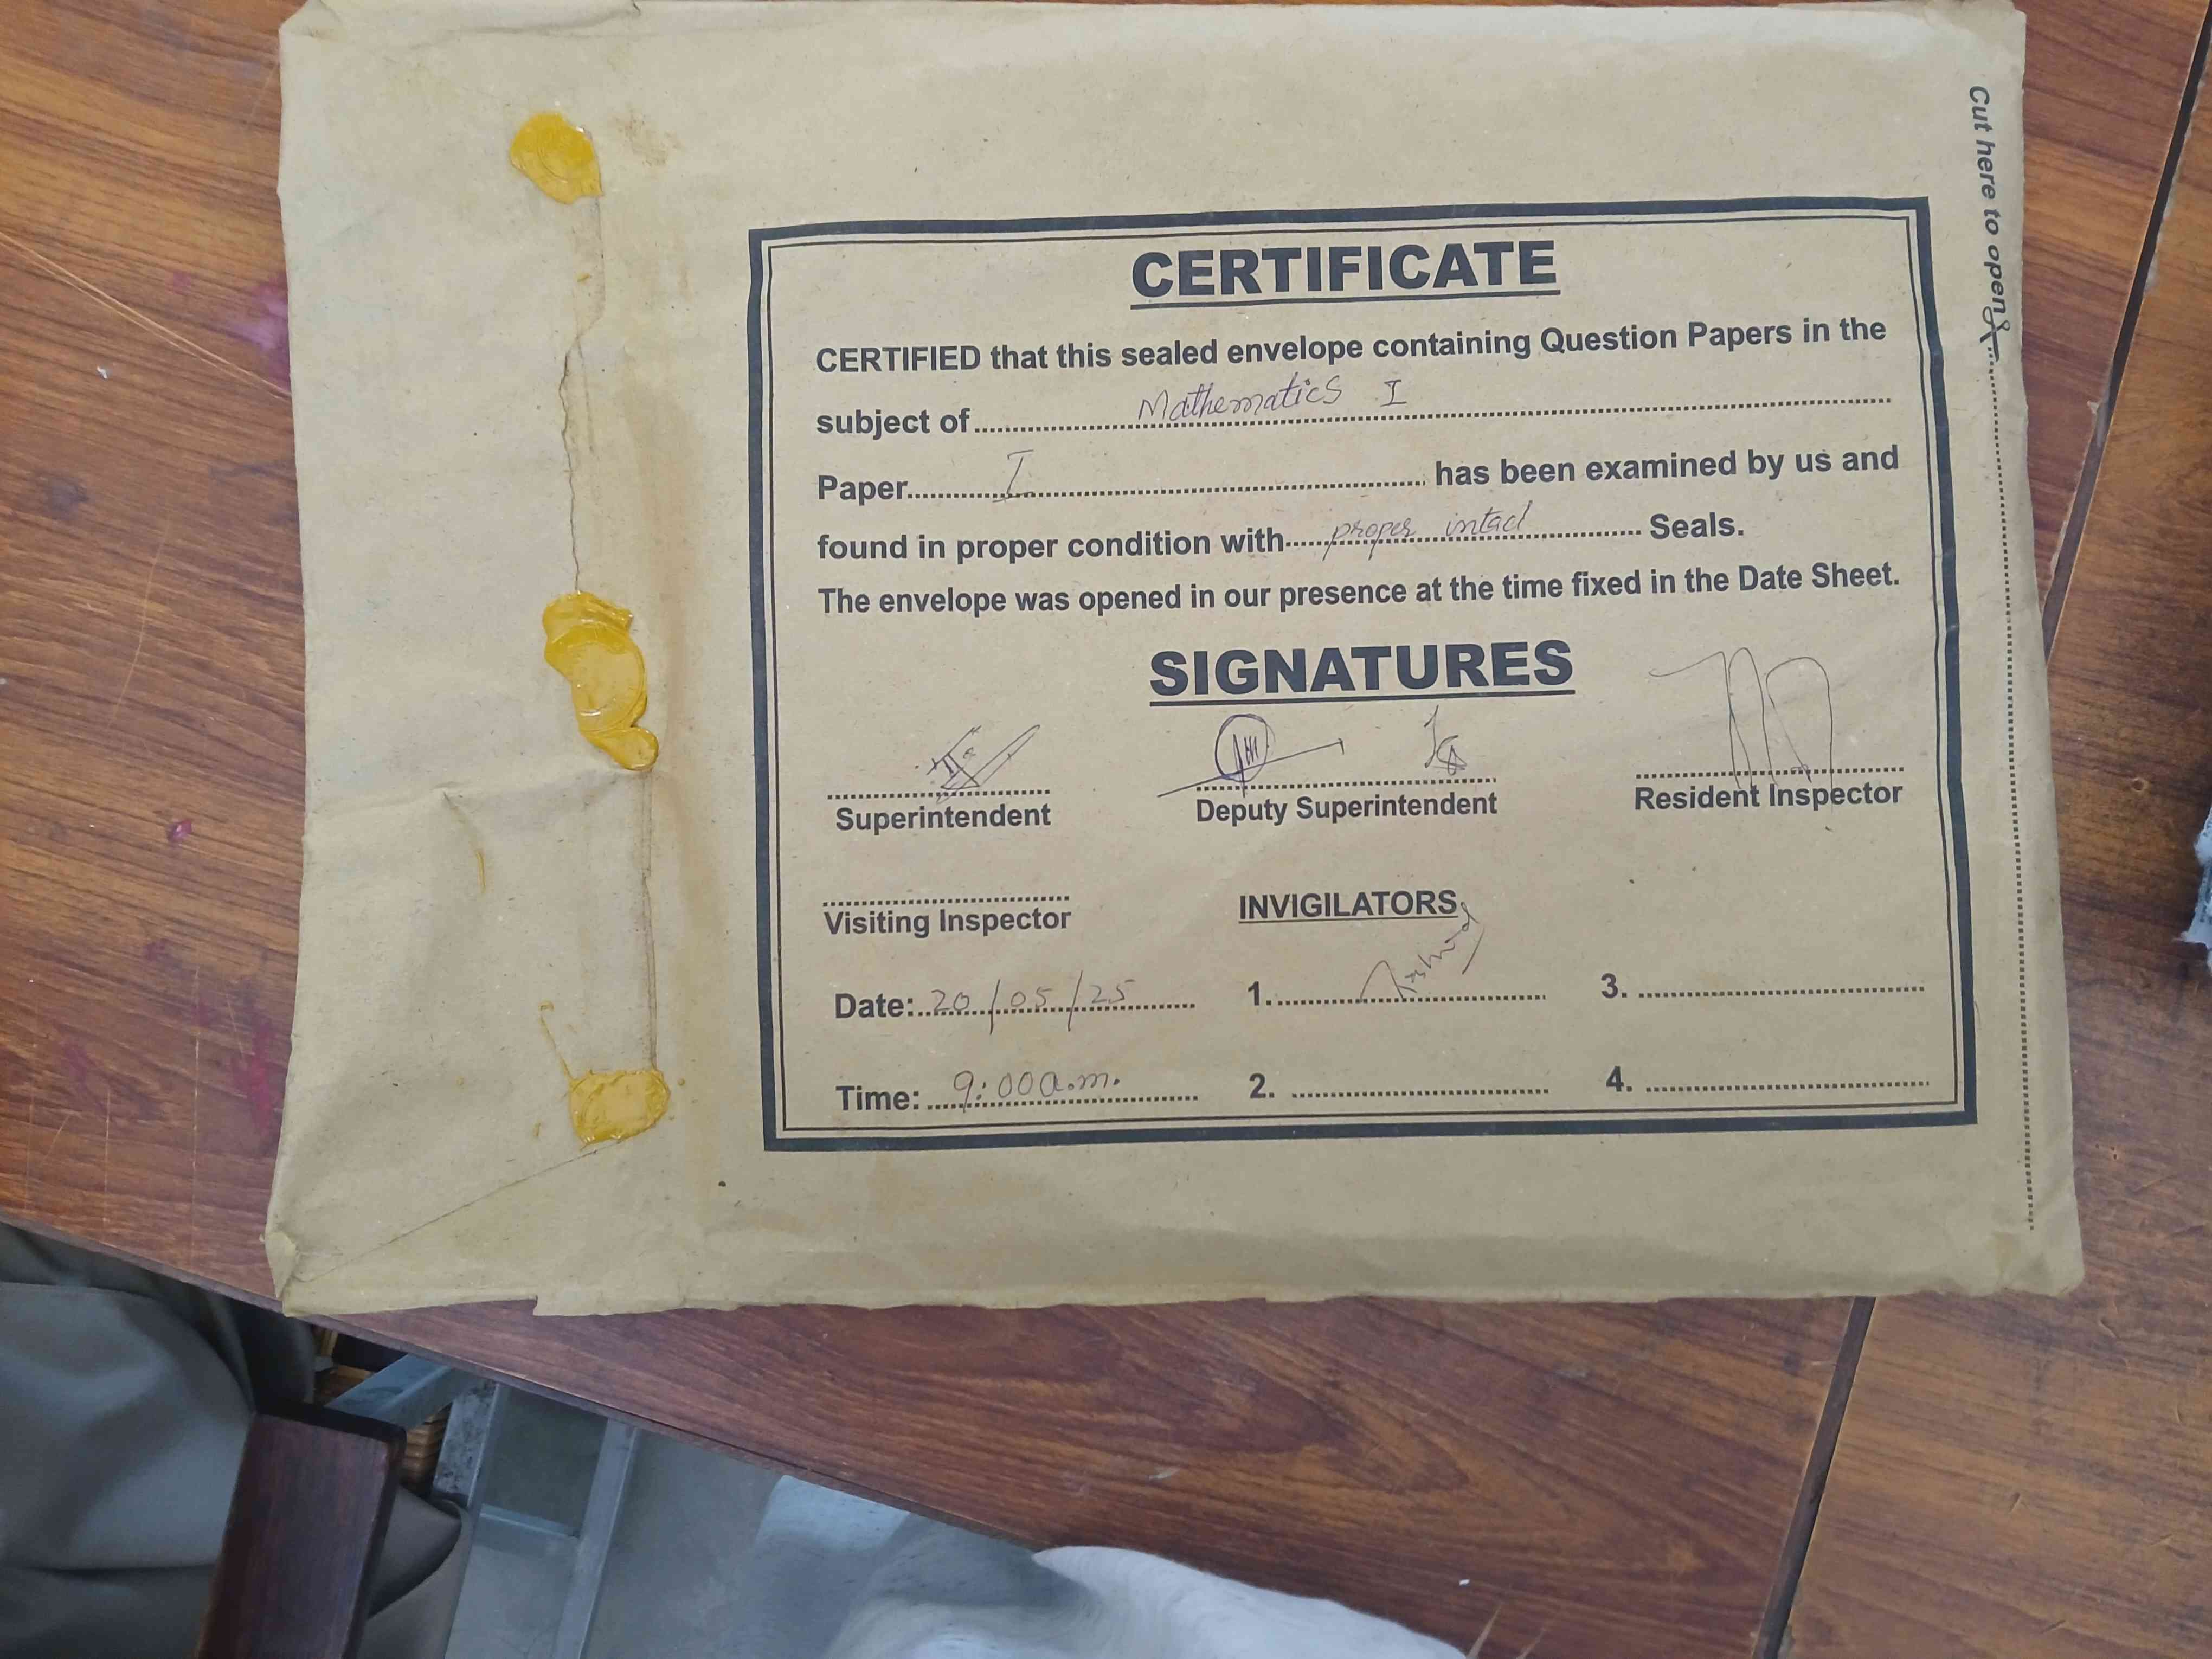 Cut here to open
CERTIFICATE
CERTIFIED that this sealed envelope containing Question Papers in the
subject of Mathematics I
Paper I has been examined by us and
found in proper condition with proper intact Seals.
The envelope was opened in our presence at the time fixed in the Date Sheet.
SIGNATURES
Superintendent Deputy Superintendent Resident Inspector
Visiting Inspector INVIGILATORS
Date: 20/05/25 1. 3.
Time: 9:00a.m. 2. 4.